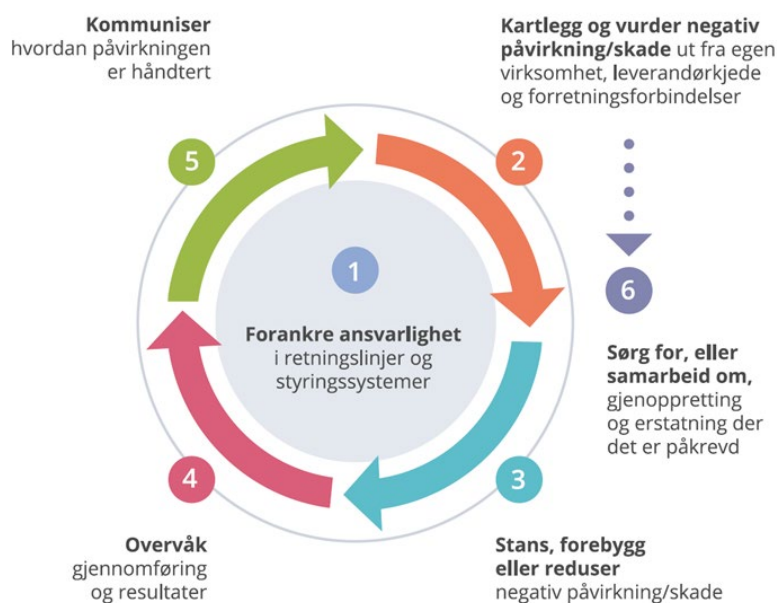 Kommuniser
hvordan påvirkningen
er håndtert
5
Kartlegg og vurder negativ
påvirkning/skade ut fra egen
virksomhet, leverandørkjede
og forretningsforbindelser
2
1
Forankre ansvarlighet
i retningslinjer og
styringssystemer
6
Sørg for, eller
samarbeid om,
gjenoppretting
og erstatning der
det er påkrevd
4
Overvåk
gjennomføring
og resultater
3
Stans, forebygg
eller reduser
negativ påvirkning/skade